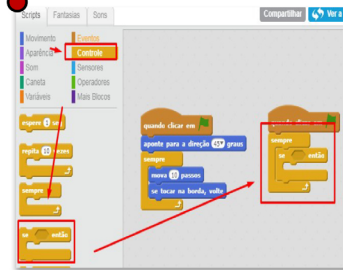 Scripts Fantasias Sons
Compartilhar Ver a
Movimento Eventos
Aparência Controle
Som Sensores
Caneta Operadores
Variáveis Mais Blocos
espere 1 seg
repita 10 vezes
sempre
se então
quando clicar em
aponte para a direção 45 graus
sempre
mova 10 passos
se tocar na borda, volte
sempre
se então